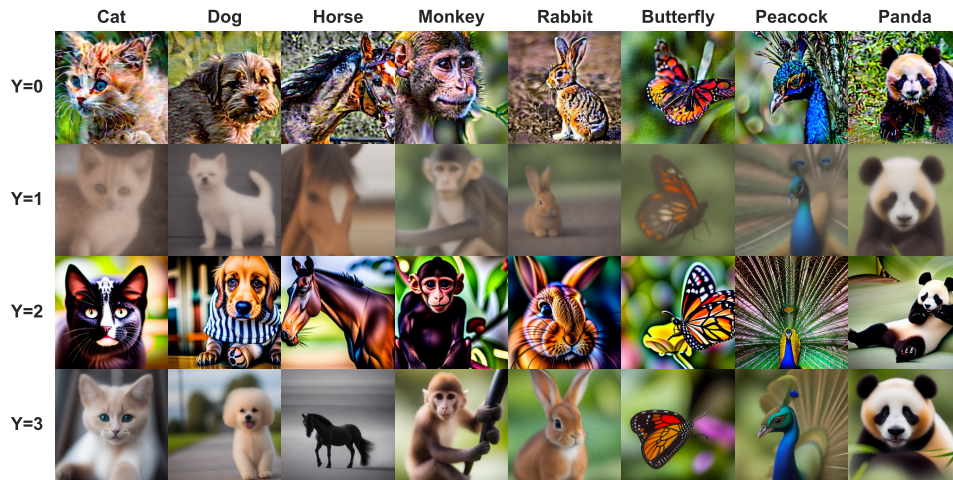 Cat Dog Horse Monkey Rabbit Butterfly Peacock Panda
Y=0
Y=1
Y=2
Y=3